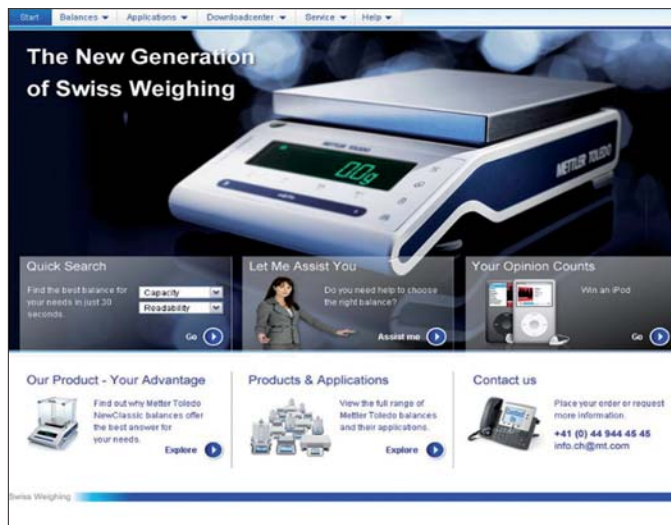 Start Balances Applications Downloadcenter Service Help
The New Generation
of Swiss Weighing
METTLER TOLEDO
0.0g
METTLER TOLEDO
Quick Search
Find the best balance for
your needs in just 30
seconds.
Capacity
Readability
Go
Let Me Assist You
Do you need help to choose
the right balance?
Assist me
Your Opinion Counts
Win an iPod
Go
Our Product - Your Advantage
Find out why Mettler Toledo
NewClassic balances offer
the best answer for
your needs.
Explore
Products & Applications
View the full range of
Mettler Toledo balances
and their applications.
Explore
Contact us
Place your order or request
more information.
+41 (0) 44 944 45 45
info.ch@mt.com
Swiss Weighing